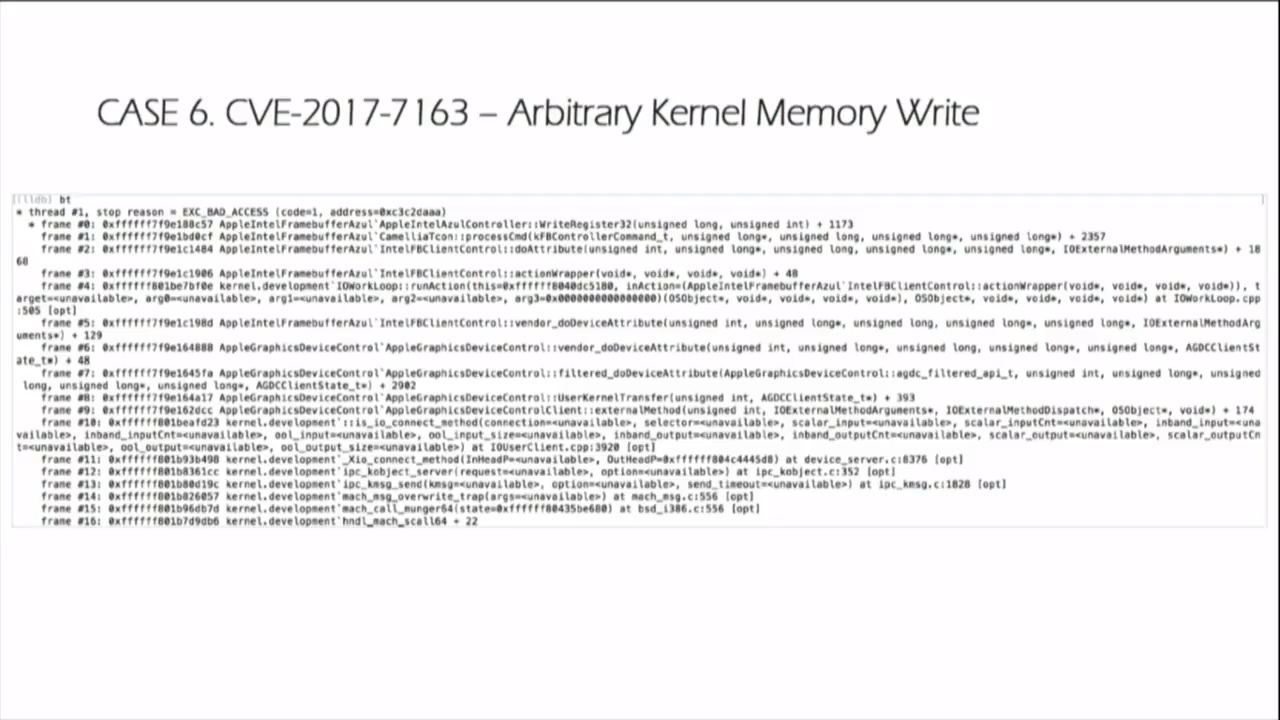 CASE 6. CVE-2017-7163 – Arbitrary Kernel Memory Write
(lldb) bt
* thread #1, stop reason = EXC_BAD_ACCESS (code=1, address=0xc3c2daaa)
* frame #0: 0xffffff7f9e188c57 AppleIntelFramebufferAzul`AppleIntelAzulController::WriteRegister32(unsigned long, unsigned int) + 1173
frame #1: 0xffffff7f9e1bd0cf AppleIntelFramebufferAzul`CamelliaTcon::processCmd(kFBControllerCommand_t, unsigned long*, unsigned long, unsigned long*, unsigned long*) + 2357
frame #2: 0xffffff7f9e1c1484 AppleIntelFramebufferAzul`IntelFBClientControl::doAttribute(unsigned int, unsigned long*, unsigned long, unsigned long*, unsigned long*, IOExternalMethodArguments*) + 18
68
frame #3: 0xffffff7f9e1c1906 AppleIntelFramebufferAzul`IntelFBClientControl::actionWrapper(void*, void*, void*, void*) + 48
frame #4: 0xffffff801be7bf0e kernel.development`IOWorkLoop::runAction(this=0xffffff8040dc5180, inAction=(AppleIntelFramebufferAzul`IntelFBClientControl::actionWrapper(void*, void*, void*, void*)), t
arget=<unavailable>, arg0=<unavailable>, arg1=<unavailable>, arg2=<unavailable>, arg3=0x0000000000000000)(OSObject*, void*, void*, void*, void*), OSObject*, void*, void*, void*, void*) at IOWorkLoop.cpp
:505 [opt]
frame #5: 0xffffff7f9e1c198d AppleIntelFramebufferAzul`IntelFBClientControl::vendor_doDeviceAttribute(unsigned int, unsigned long*, unsigned long, unsigned long*, unsigned long*, IOExternalMethodArg
uments*) + 129
frame #6: 0xffffff7f9e164888 AppleGraphicsDeviceControl`AppleGraphicsDeviceControl::vendor_doDeviceAttribute(unsigned int, unsigned long*, unsigned long, unsigned long*, unsigned long*, AGDCClientSt
ate_t*) + 48
frame #7: 0xffffff7f9e1645fa AppleGraphicsDeviceControl`AppleGraphicsDeviceControl::filtered_doDeviceAttribute(AppleGraphicsDeviceControl::agdc_filtered_api_t, unsigned int, unsigned long*, unsigned
long, unsigned long*, unsigned long*, AGDCClientState_t*) + 2902
frame #8: 0xffffff7f9e164a17 AppleGraphicsDeviceControl`AppleGraphicsDeviceControl::UserKernelTransfer(unsigned int, AGDCClientState_t*) + 393
frame #9: 0xffffff7f9e162dcc AppleGraphicsDeviceControl`AppleGraphicsDeviceControlClient::externalMethod(unsigned int, IOExternalMethodArguments*, IOExternalMethodDispatch*, OSObject*, void*) + 174
frame #10: 0xffffff801beafd23 kernel.development`::is_io_connect_method(connection=<unavailable>, selector=<unavailable>, scalar_input=<unavailable>, scalar_inputCnt=<unavailable>, inband_input=<una
vailable>, inband_inputCnt=<unavailable>, ool_input=<unavailable>, ool_input_size=<unavailable>, inband_output=<unavailable>, inband_outputCnt=<unavailable>, scalar_output=<unavailable>, scalar_outputCn
t=<unavailable>, ool_output=<unavailable>, ool_output_size=<unavailable>) at IOUserClient.cpp:3920 [opt]
frame #11: 0xffffff801b93b498 kernel.development`_Xio_connect_method(InHeadP=<unavailable>, OutHeadP=0xffffff804c4445d8) at device_server.c:8376 [opt]
frame #12: 0xffffff801b8361cc kernel.development`ipc_kobject_server(request=<unavailable>, option=<unavailable>) at ipc_kobject.c:352 [opt]
frame #13: 0xffffff801b80d19c kernel.development`ipc_kmsg_send(kmsg=<unavailable>, option=<unavailable>, send_timeout=<unavailable>) at ipc_kmsg.c:1828 [opt]
frame #14: 0xffffff801b826057 kernel.development`mach_msg_overwrite_trap(args=<unavailable>) at mach_msg.c:556 [opt]
frame #15: 0xffffff801b96db7d kernel.development`mach_call_munger64(state=0xffffff80435be680) at bsd_i386.c:556 [opt]
frame #16: 0xffffff801b7d9db6 kernel.development`hndl_mach_scall64 + 22